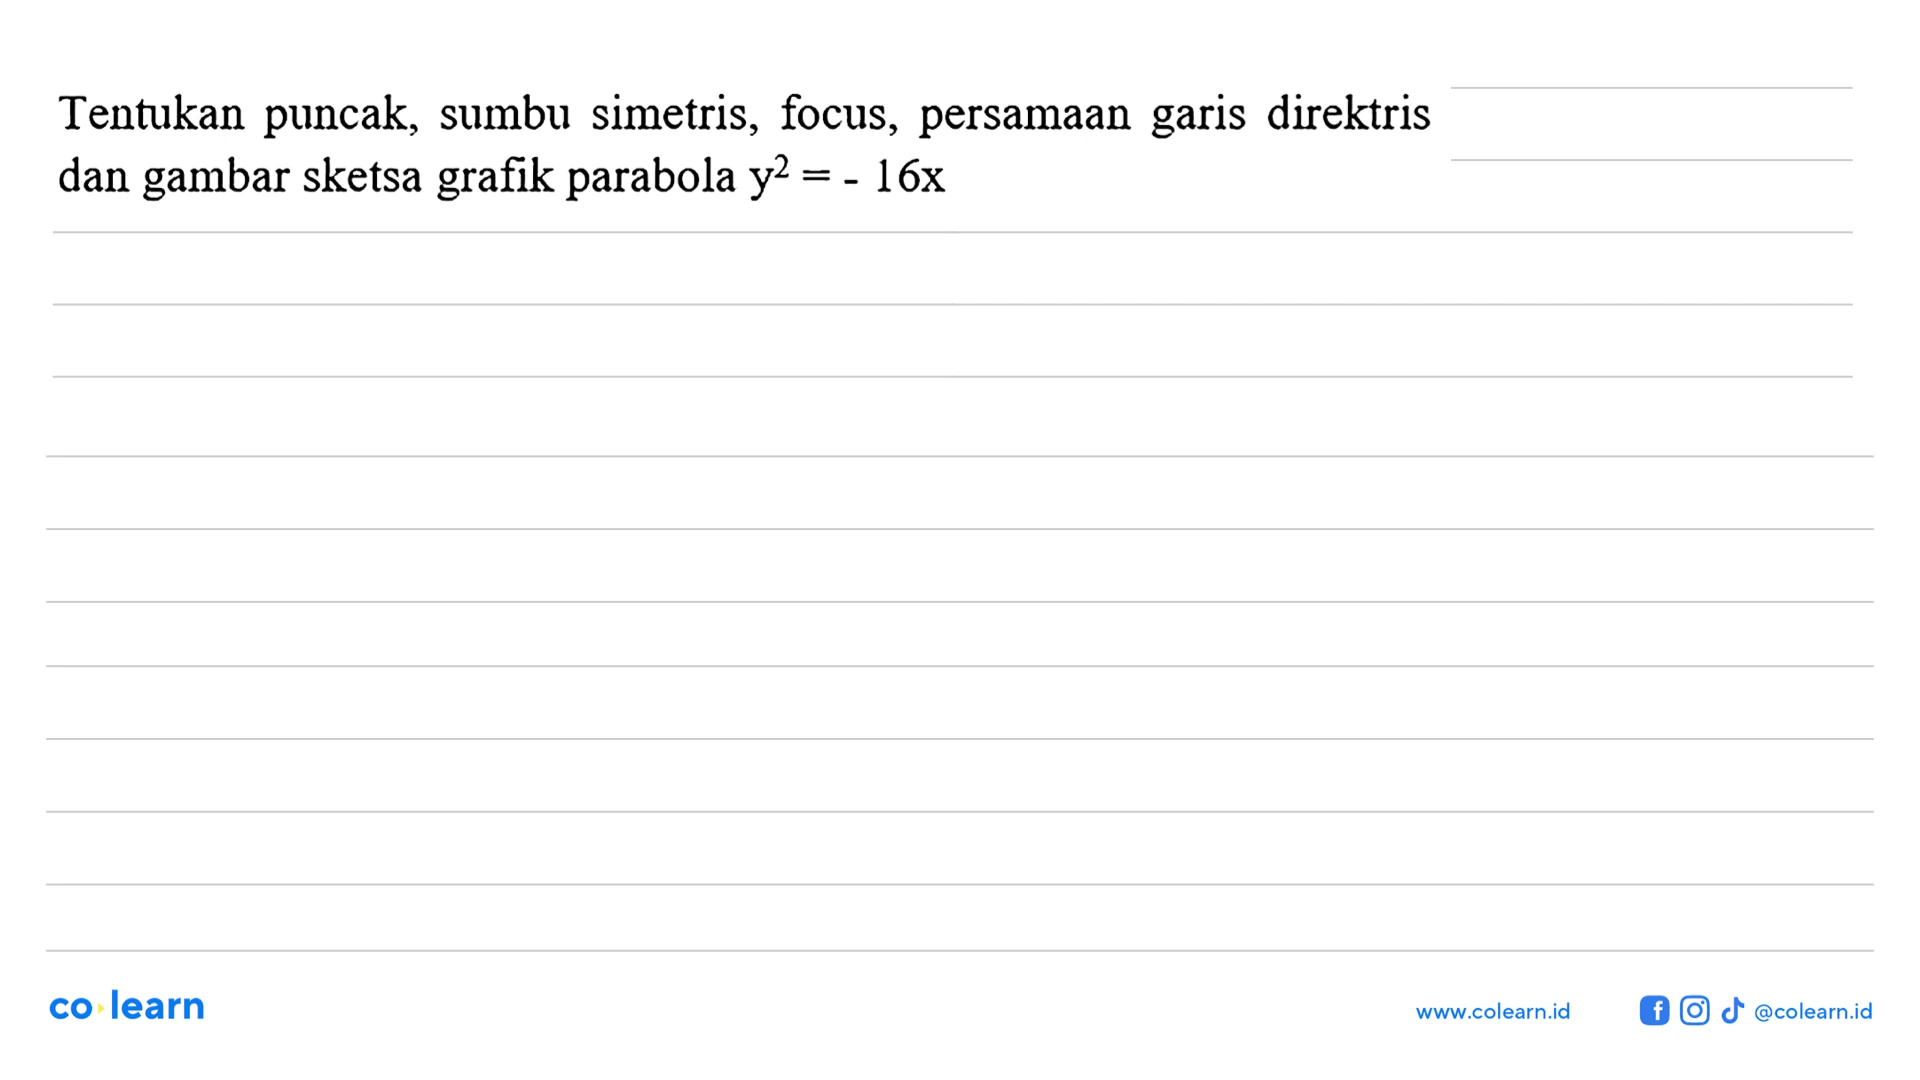 Tentukan puncak, sumbu simetris, focus, persamaan garis direktris
dan gambar sketsa grafik parabola y² = - 16x
co learn
www.colearn.id
@colearn.id